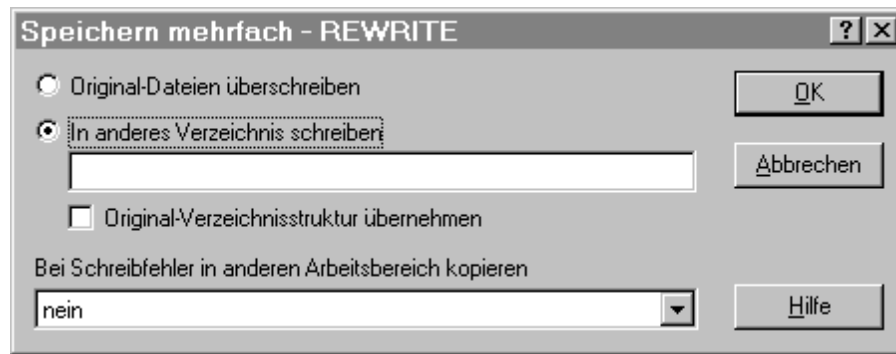 Speichern mehrfach - REWRITE
Original-Dateien überschreiben
OK
In anderes Verzeichnis schreiben
Abbrechen
Original-Verzeichnisstruktur übernehmen
Bei Schreibfehler in anderen Arbeitsbereich kopieren
nein
Hilfe